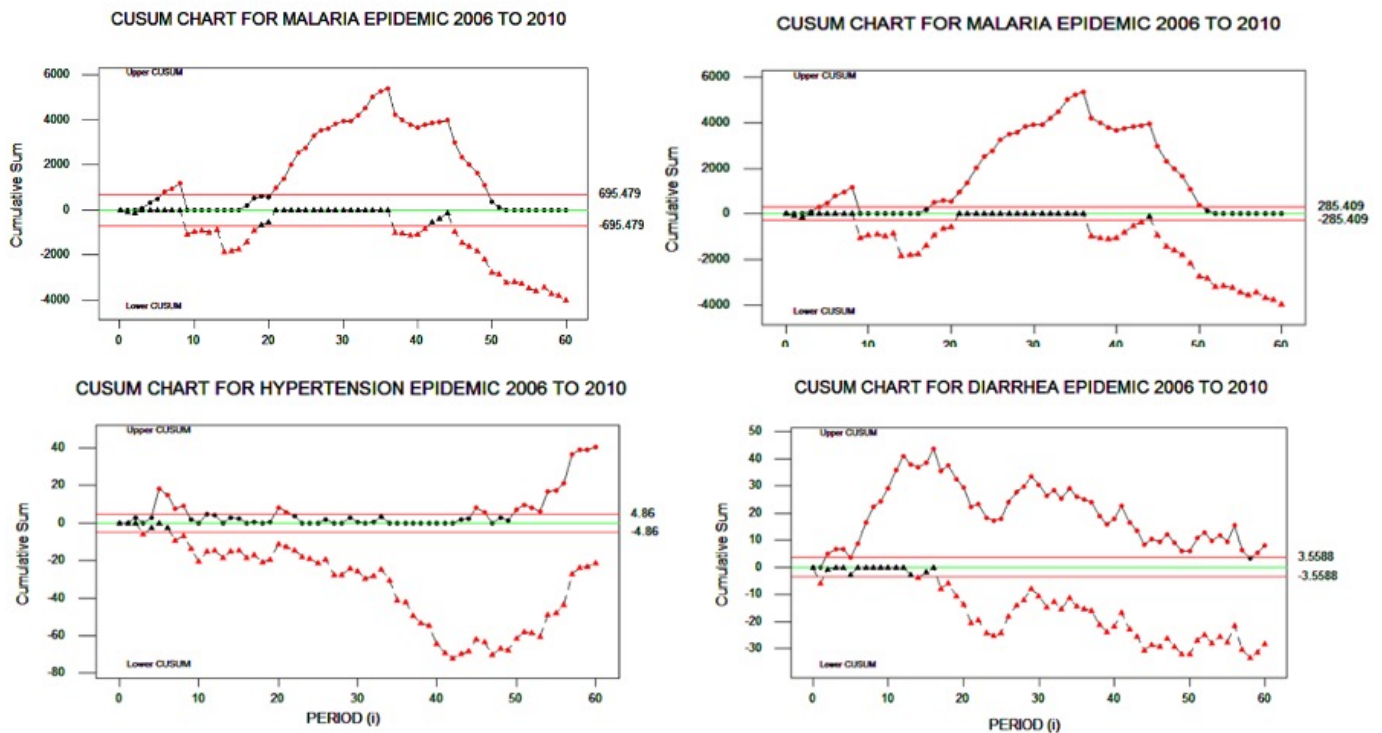 CUSUM CHART FOR MALARIA EPIDEMIC 2006 TO 2010
Upper CUSUM
6000
4000
2000
0
-2000
-4000
Cumulative Sum
695.479
-695.479
Lower CUSUM
0 10 20 30 40 50 60
CUSUM CHART FOR MALARIA EPIDEMIC 2006 TO 2010
Upper CUSUM
6000
4000
2000
0
-2000
-4000
Cumulative Sum
285.409
-285.409
Lower CUSUM
0 10 20 30 40 50 60
CUSUM CHART FOR HYPERTENSION EPIDEMIC 2006 TO 2010
Upper CUSUM
40
20
0
-20
-40
-60
-80
Cumulative Sum
4.86
-4.86
Lower CUSUM
0 10 20 30 40 50 60
PERIOD (i)
CUSUM CHART FOR DIARRHEA EPIDEMIC 2006 TO 2010
Upper CUSUM
50
40
30
20
10
0
-10
-20
-30
Cumulative Sum
3.5588
-3.5588
Lower CUSUM
0 10 20 30 40 50 60
PERIOD (i)